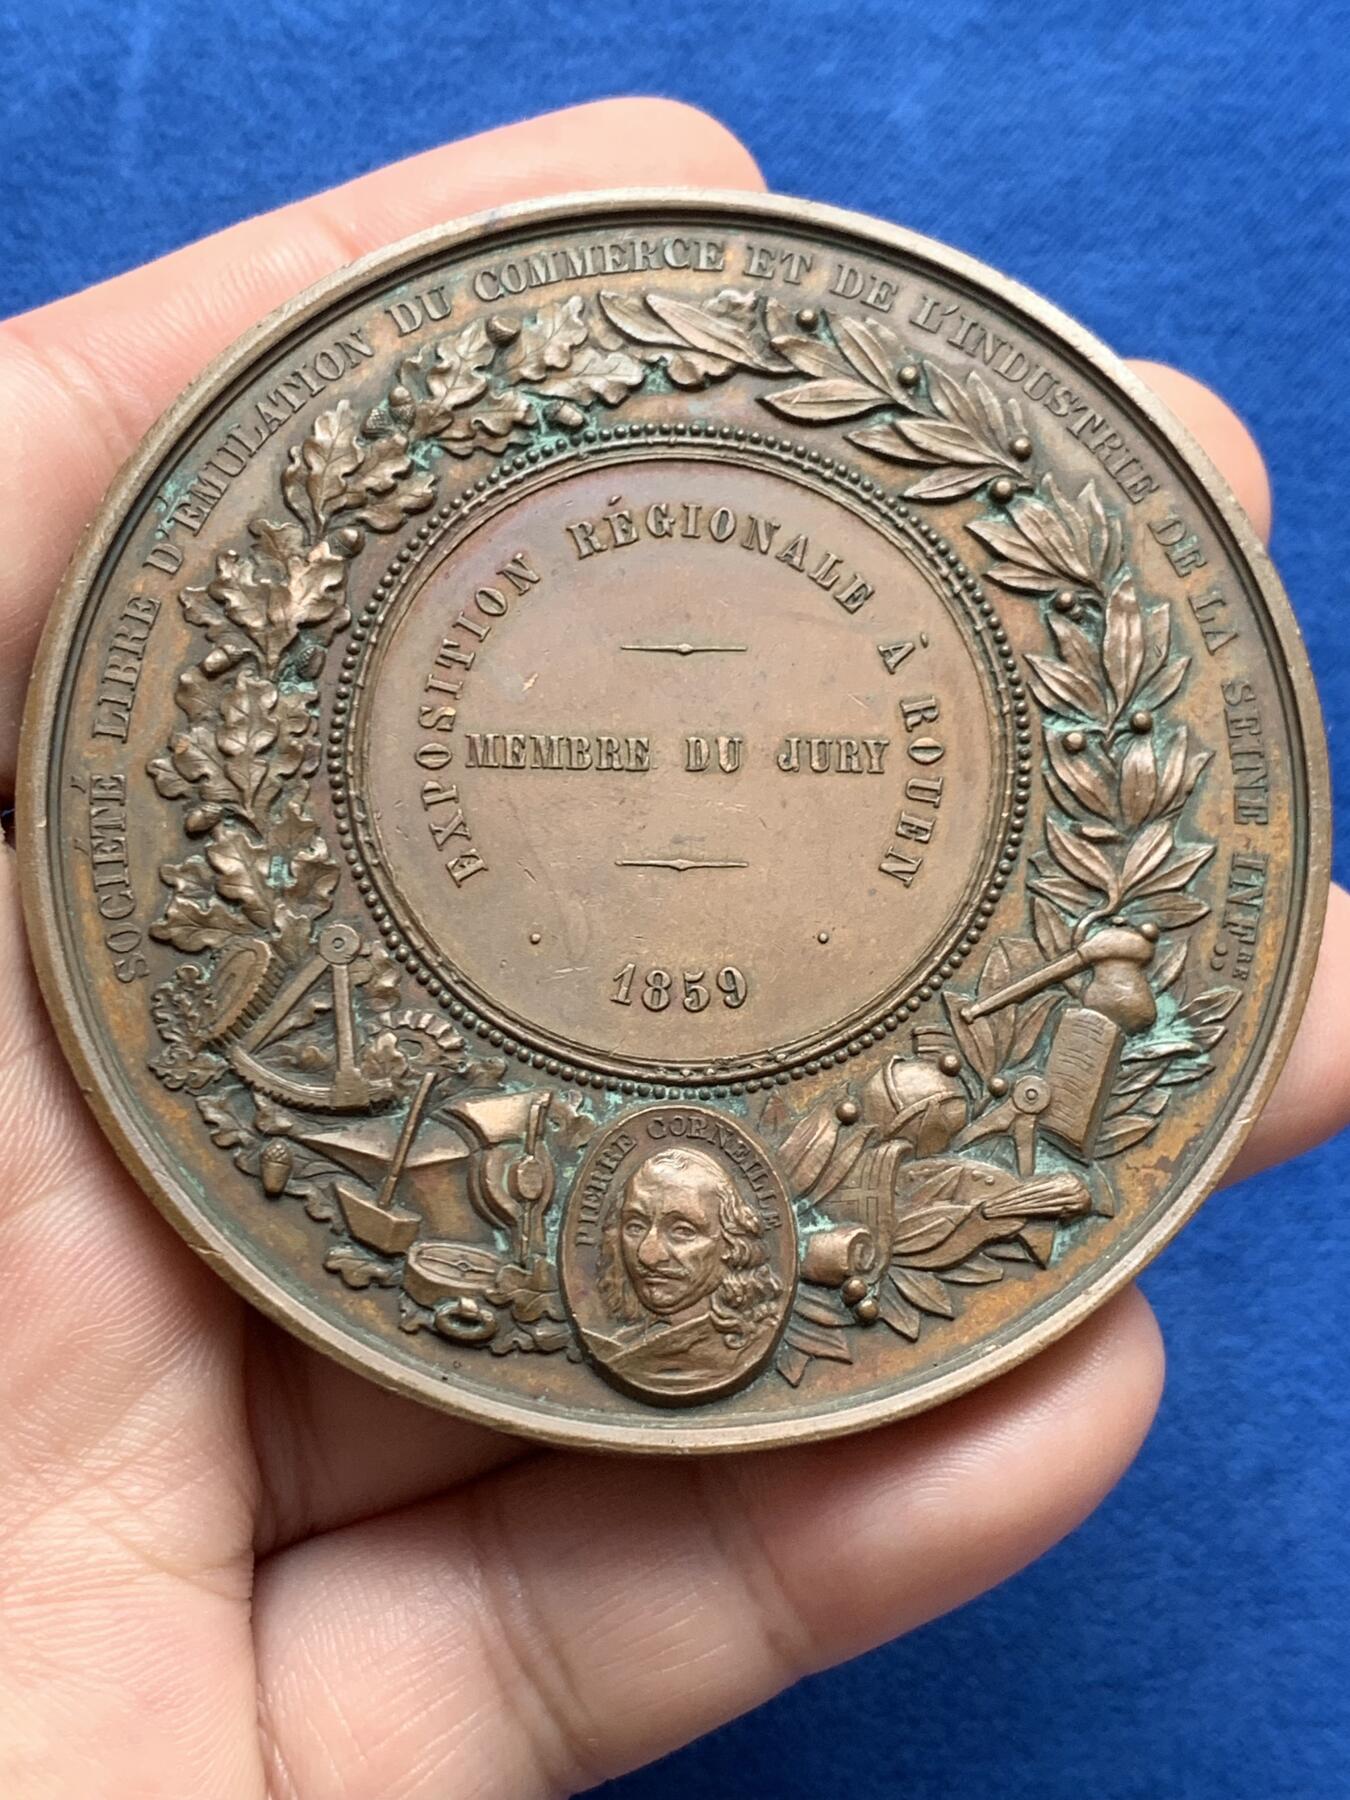 SOCIÉTÉ LIBRE D'ÉMULATION DU COMMERCE ET DE L'INDUSTRIE DE LA SEINE INFRE..
EXPOSITION RÉGIONALE À ROUEN
MEMBRE DU JURY
1859
PIERRE CORNEILLE